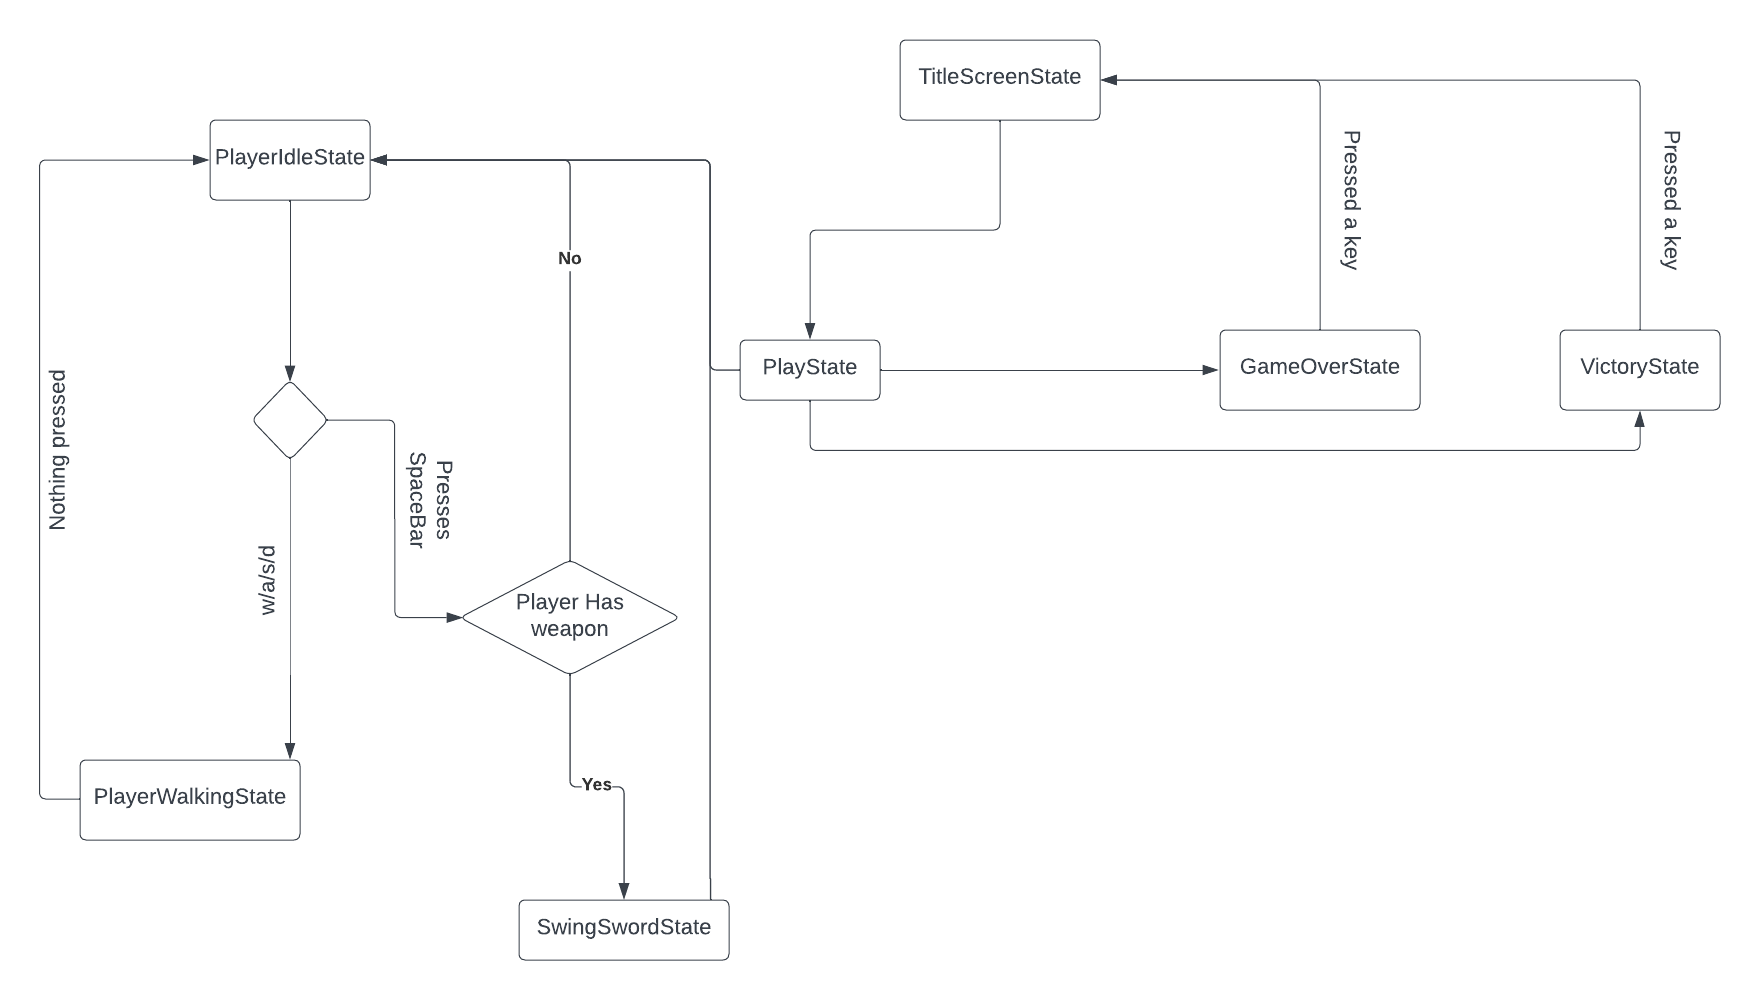 TitleScreenState
PlayerIdleState
Pressed a key
Pressed a key
No
PlayState
GameOverState
VictoryState
Nothing pressed
Presses
SpaceBar
w/a/s/d
Player Has
weapon
Yes
PlayerWalkingState
SwingSwordState